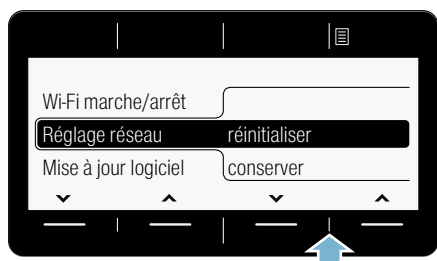 Wi-Fi marche/arrêt
Réglage réseau réinitialiser
Mise à jour logiciel conserver